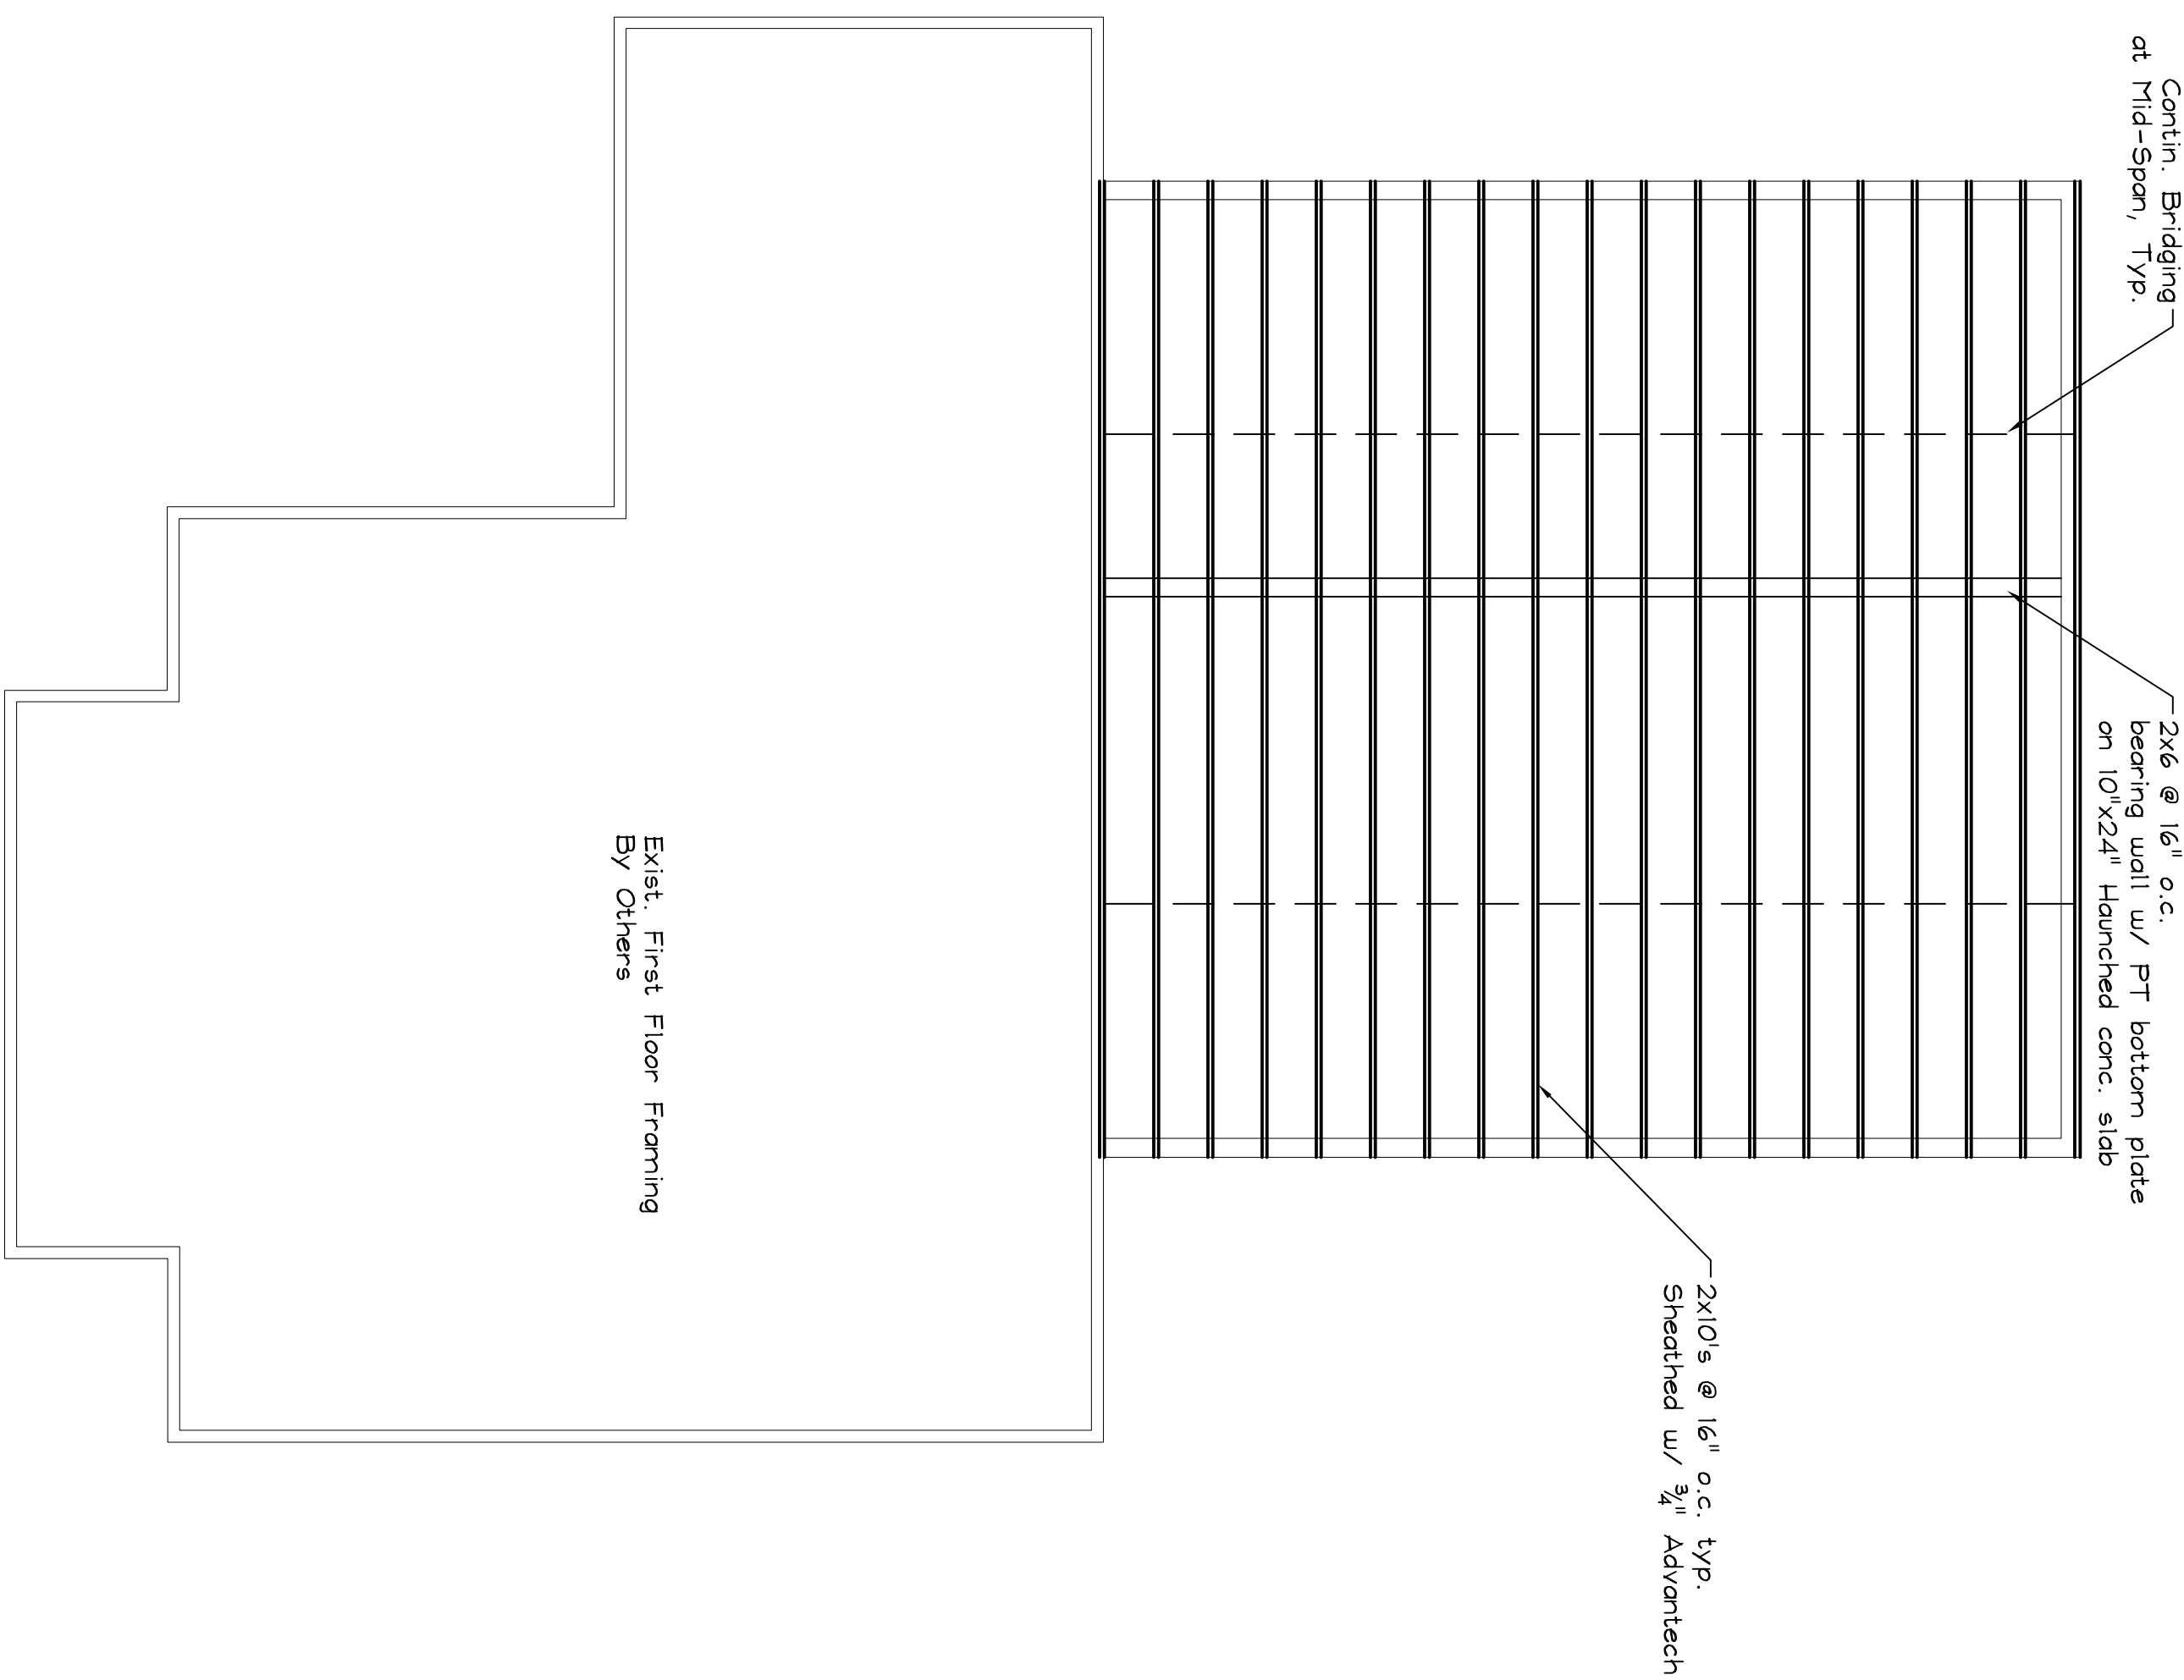 Contin. Bridging
at Mid-Span, Typ.
2x6 @ 16" o.c.
bearing wall w/ PT bottom plate
on 10"x24" Haunched conc. slab
2x10's @ 16" o.c. typ.
Sheathed w/ ¾" Advantech
Exist. First Floor Framing
By Others